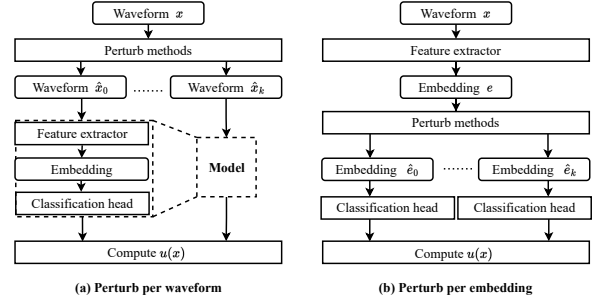 Waveform x
Perturb methods
Waveform x̂₀ ........ Waveform x̂ₖ
Feature extractor
Embedding
Classification head
Model
Compute u(x)
(a) Perturb per waveform
Waveform x
Feature extractor
Embedding e
Perturb methods
Embedding ê₀ ........ Embedding êₖ
Classification head Classification head
Compute u(x)
(b) Perturb per embedding